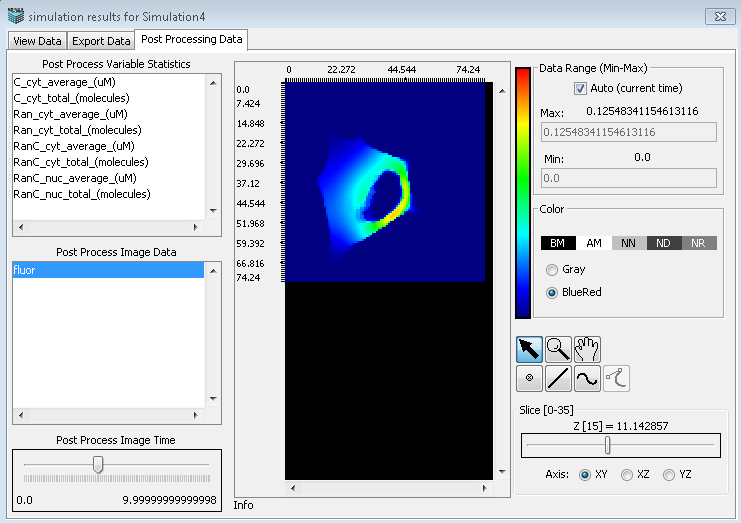 simulation results for Simulation4
View Data
Export Data
Post Processing Data
Post Process Variable Statistics
C_cyt_average_(uM)
C_cyt_total_(molecules)
Ran_cyt_average_(uM)
Ran_cyt_total_(molecules)
RanC_cyt_average_(uM)
RanC_cyt_total_(molecules)
RanC_nuc_average_(uM)
RanC_nuc_total_(molecules)
Post Process Image Data
fluor
Post Process Image Time
0.0 9.99999999999998
0 22.272 44.544 74.24
0.0
7.424
14.848
22.272
29.696
37.12
44.544
51.968
59.392
66.816
74.24
Info
Data Range (Min-Max)
Auto (current time)
Max: 0.12548341154613116
0.12548341154613116
Min: 0.0
0.0
Color
BM AM NN ND NR
Gray
BlueRed
Slice [0-35]
Z [15] = 11.142857
Axis: XY XZ YZ